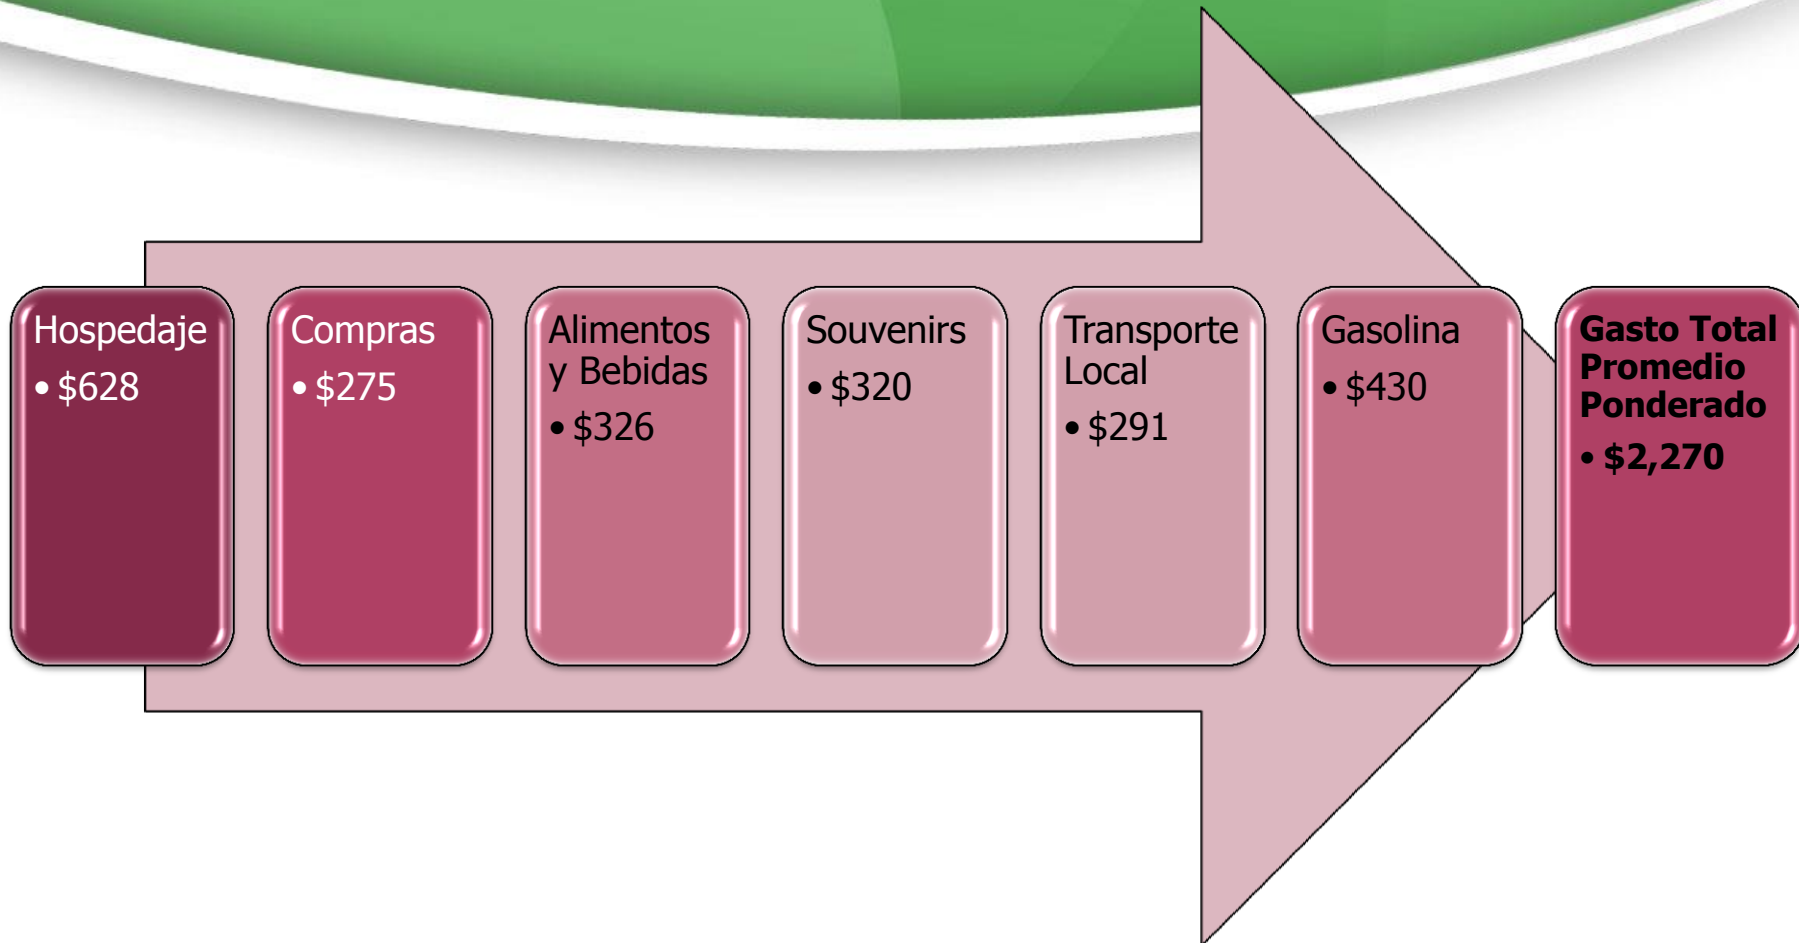 Hospedaje
• $628
Compras
• $275
Alimentos
y Bebidas
• $326
Souvenirs
• $320
Transporte
Local
• $291
Gasolina
• $430
Gasto Total
Promedio
Ponderado
• $2,270